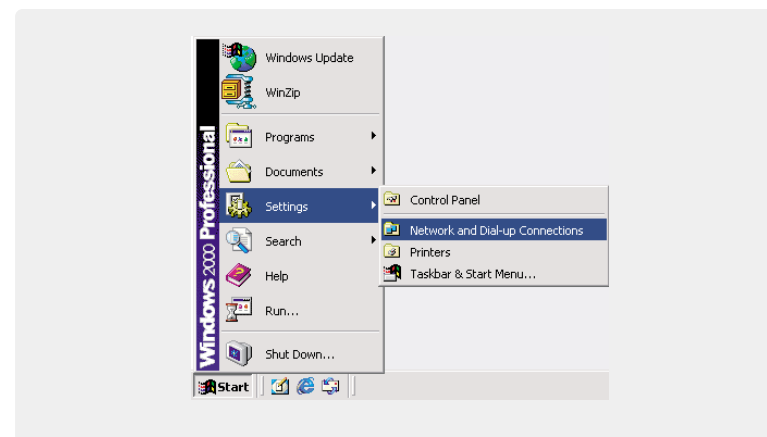 Windows Update
WinZip
Programs
Documents
Settings
Search
Help
Run...
Shut Down...
Windows 2000 Professional
Control Panel
Network and Dial-up Connections
Printers
Taskbar & Start Menu...
Start